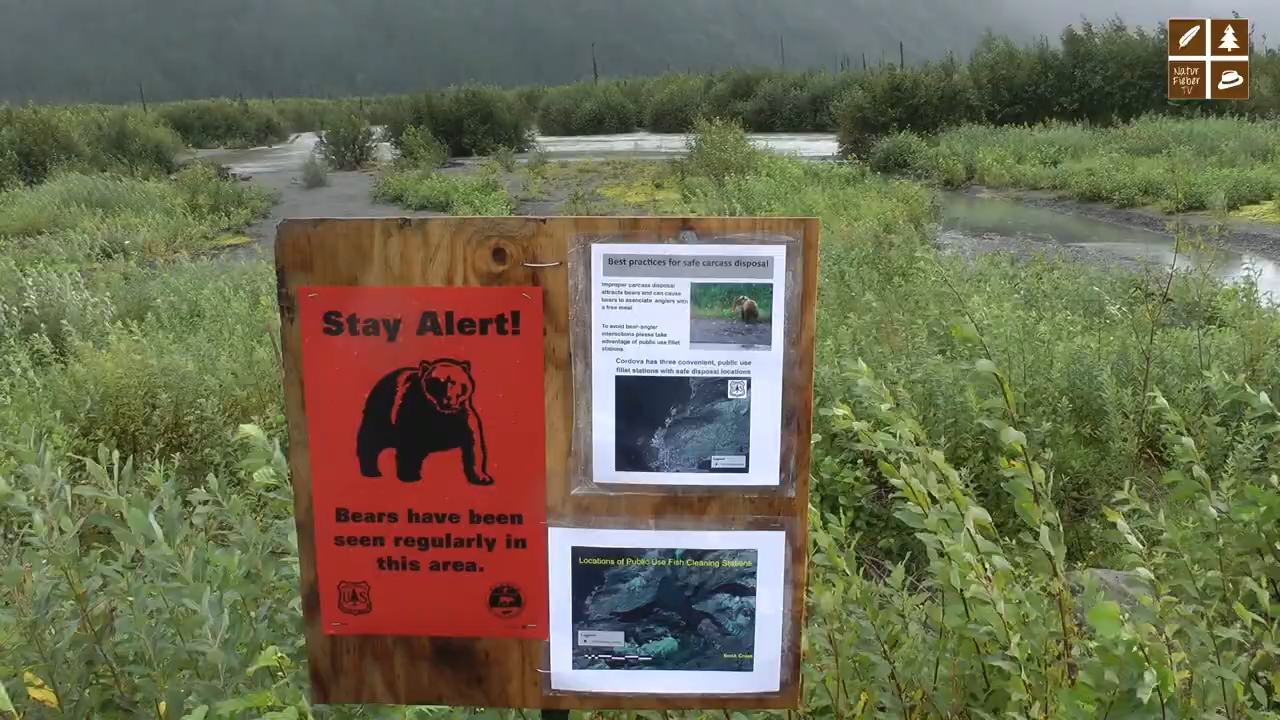 Natur
Fieber
TV
Stay Alert!
Bears have been
seen regularly in
this area.
US
Best practices for safe carcass disposal
Improper carcass disposal
attracts bears and can cause
bears to associate anglers with
a free meal
To avoid bear-angler
interactions please take
advantage of public use fillet
stations
Cordova has three convenient, public use
fillet stations with safe disposal locations
Locations of Public Use Fish Cleaning Stations
Legend